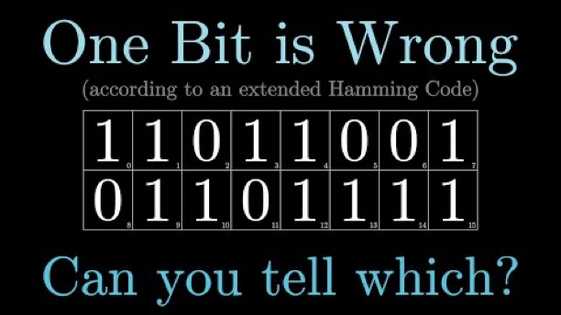 One Bit is Wrong
(according to an extended Hamming Code)
1 0 1 1 0 2 1 3 1 4 0 5 0 6 1 7
0 8 1 9 1 10 0 11 1 12 1 13 1 14 1 15
Can you tell which?